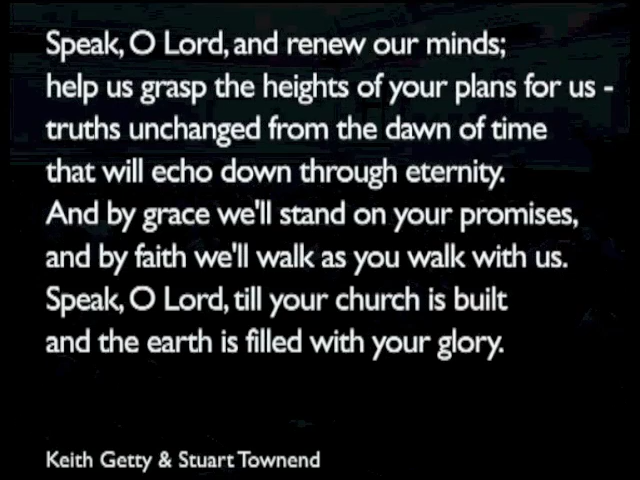 Speak, O Lord, and renew our minds;
help us grasp the heights of your plans for us -
truths unchanged from the dawn of time
that will echo down through eternity.
And by grace we'll stand on your promises,
and by faith we'll walk as you walk with us.
Speak, O Lord, till your church is built
and the earth is filled with your glory.
Keith Getty & Stuart Townend